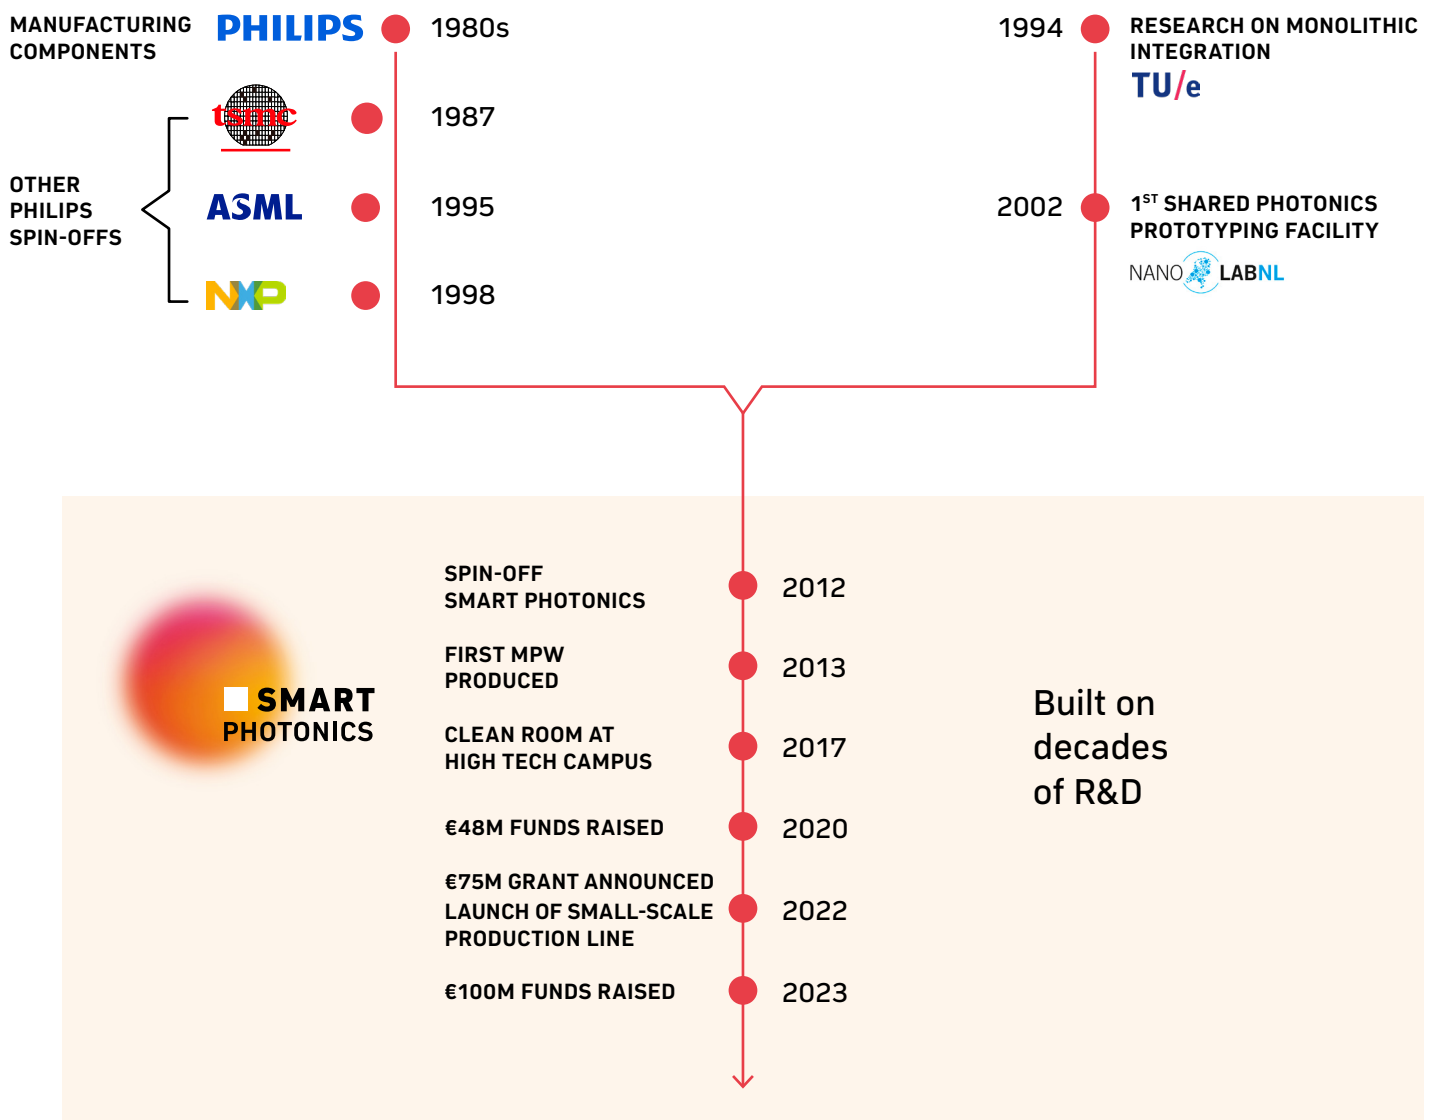 MANUFACTURING
COMPONENTS
PHILIPS
1980s
tsmc
1987
OTHER
PHILIPS
SPIN-OFFS
ASML
1995
NXP
1998
1994
RESEARCH ON MONOLITHIC
INTEGRATION
TU/e
2002
1ST SHARED PHOTONICS
PROTOTYPING FACILITY
NANO LABNL
SMART
PHOTONICS
SPIN-OFF
SMART PHOTONICS
2012
FIRST MPW
PRODUCED
2013
CLEAN ROOM AT
HIGH TECH CAMPUS
2017
€48M FUNDS RAISED
2020
€75M GRANT ANNOUNCED
LAUNCH OF SMALL-SCALE
PRODUCTION LINE
2022
€100M FUNDS RAISED
2023
Built on
decades
of R&D